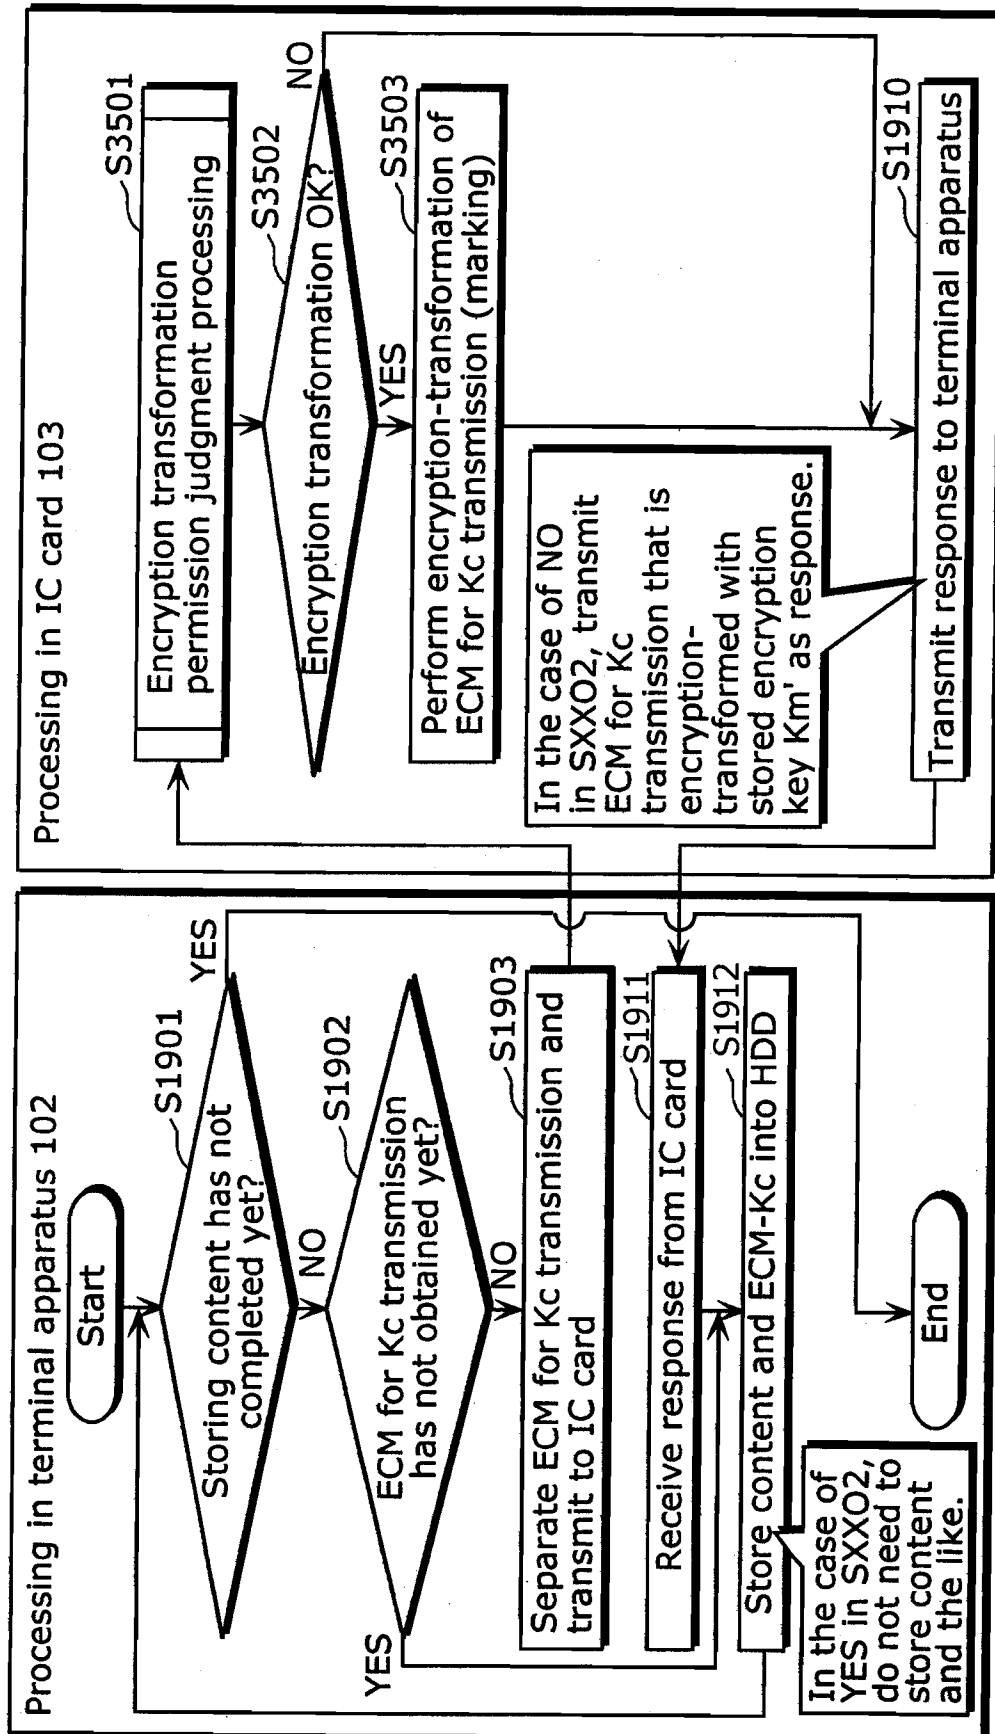 Processing in terminal apparatus 102
Start
S1901
Storing content has not
completed yet?
YES
NO
S1902
ECM for Kc transmission
has not obtained yet?
YES
NO
S1903
Separate ECM for Kc transmission and
transmit to IC card
S1911
Receive response from IC card
S1912
Store content and ECM-Kc into HDD
In the case of
YES in SXXO2,
do not need to
store content
and the like.
End
Processing in IC card 103
S3501
Encryption transformation
permission judgment processing
S3502
Encryption transformation OK?
NO
YES
S3503
Perform encryption-transformation of
ECM for Kc transmission (marking)
In the case of NO
in SXXO2, transmit
ECM for Kc
transmission that is
encryption-
transformed with
stored encryption
key Km' as response.
S1910
Transmit response to terminal apparatus